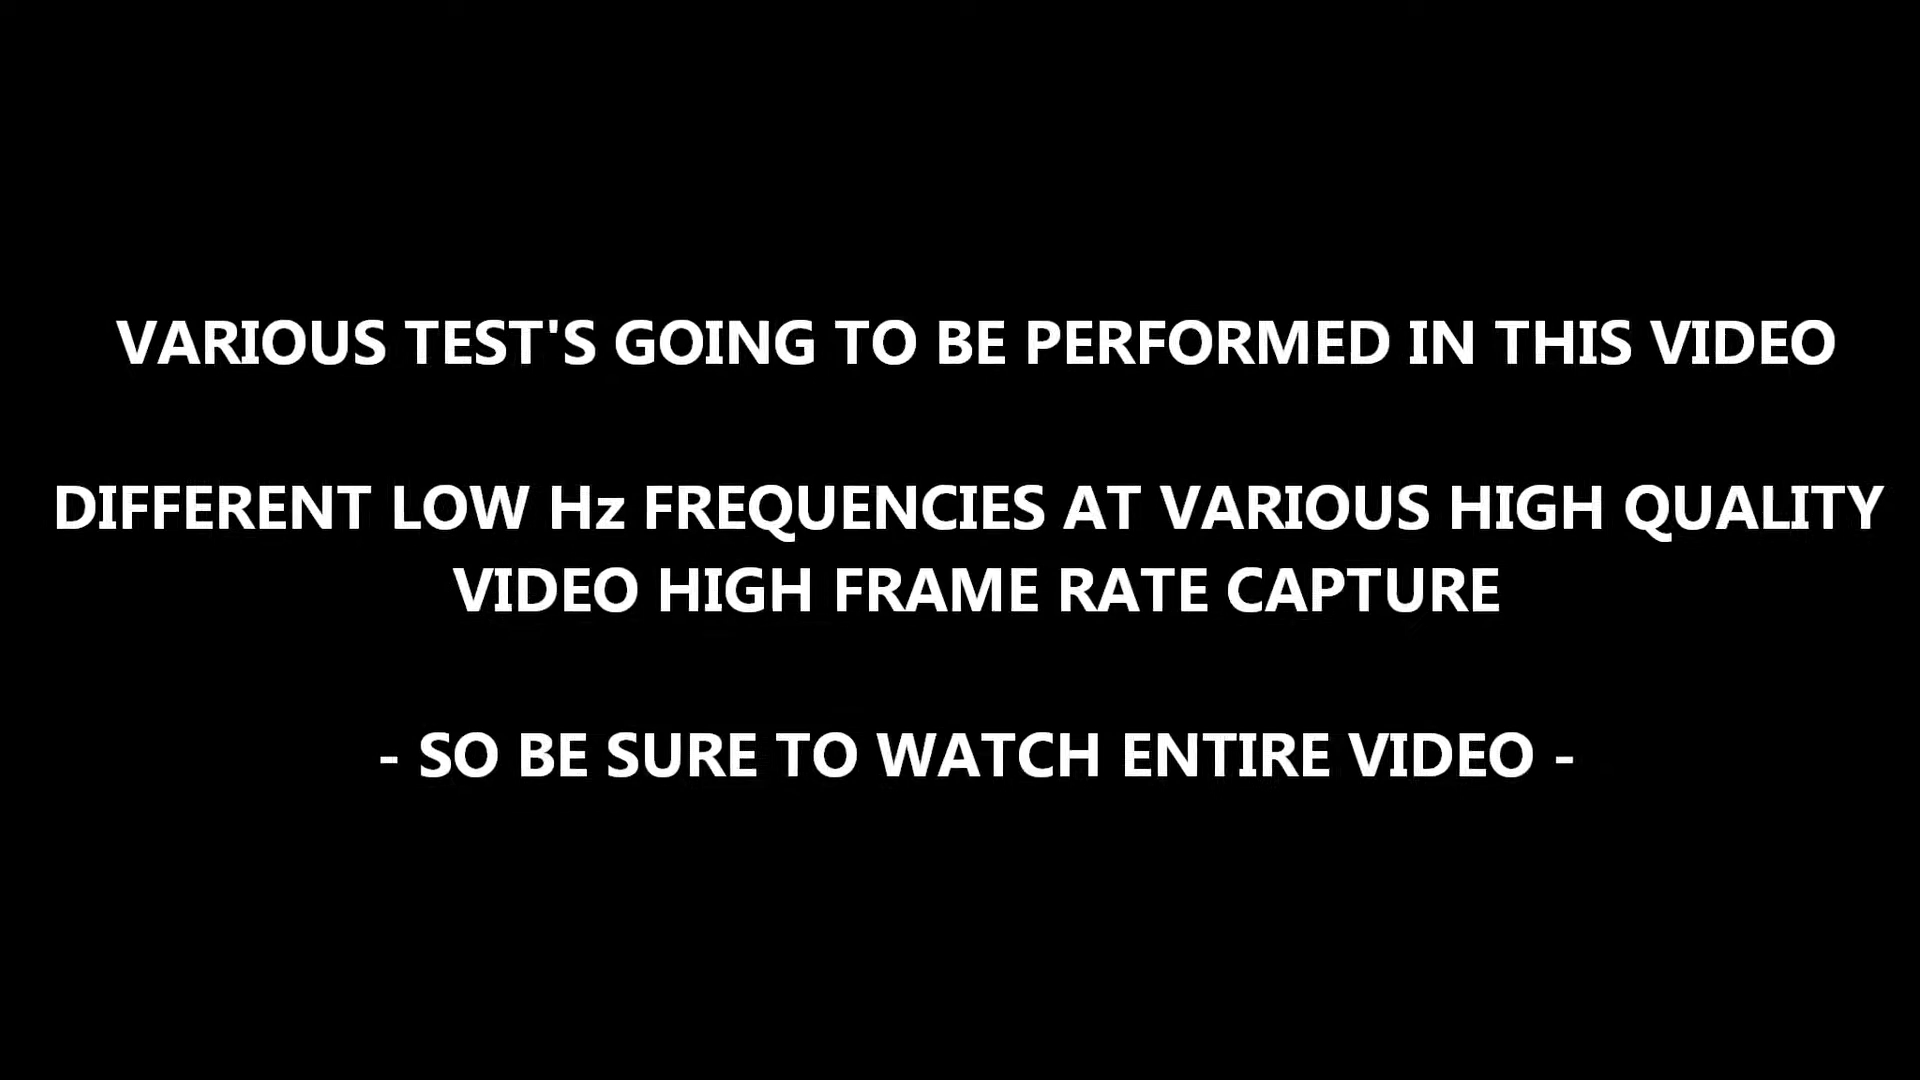 VARIOUS TEST'S GOING TO BE PERFORMED IN THIS VIDEO
DIFFERENT LOW Hz FREQUENCIES AT VARIOUS HIGH QUALITY
VIDEO HIGH FRAME RATE CAPTURE
- SO BE SURE TO WATCH ENTIRE VIDEO -